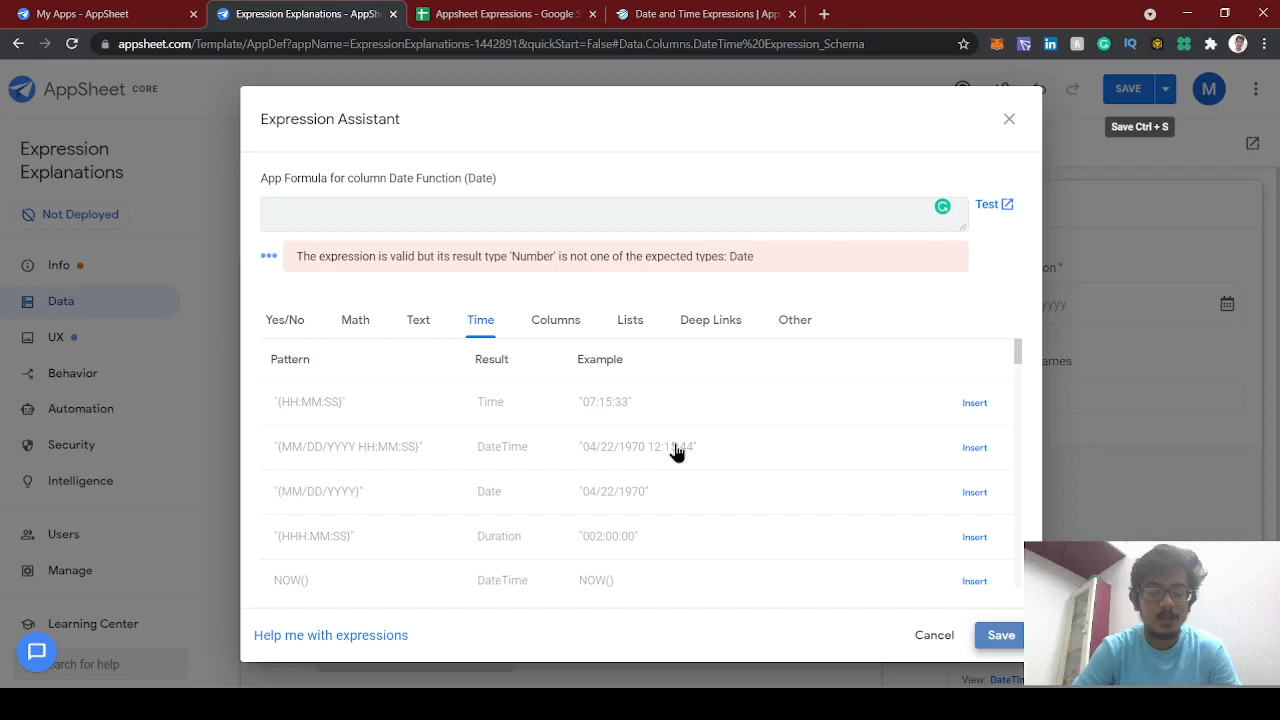 My Apps - AppSheet
Expression Explanations - AppSh
Appsheet Expressions - Google S
Date and Time Expressions | App
appsheet.com/Template/AppDef?appName=ExpressionExplanations-1442891&quickStart=False#Data.Columns.DateTime%20Expression_Schema
AppSheet CORE
SAVE
M
Save Ctrl + S
Expression
Explanations
Not Deployed
Info
Data
UX
Behavior
Automation
Security
Intelligence
Users
Manage
Learning Center
earch for help
Expression Assistant
App Formula for column Date Function (Date)
Test
The expression is valid but its result type 'Number' is not one of the expected types: Date
Yes/No Math Text Time Columns Lists Deep Links Other
Pattern Result Example
"{HH:MM:SS}" Time "07:15:33" Insert
"{MM/DD/YYYY HH:MM:SS}" DateTime "04/22/1970 12:15:44" Insert
"{MM/DD/YYYY}" Date "04/22/1970" Insert
"{HHH:MM:SS}" Duration "002:00:00" Insert
NOW() DateTime NOW() Insert
Help me with expressions
Cancel
Save
on*
yyyy
ames
View: DateTim